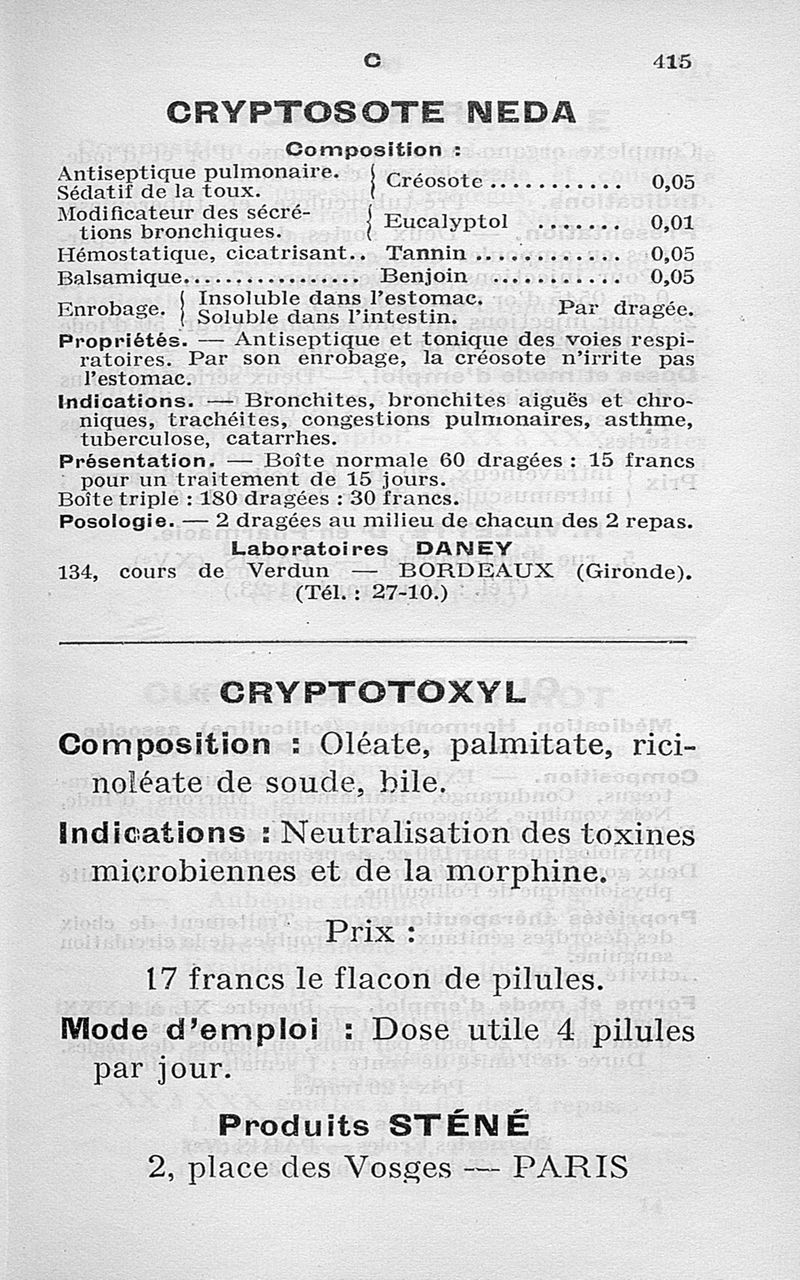 C 415
CRYPTOSOTE NEDA
Composition :
Antiseptique pulmonaire.
Sédatif de la toux. { Créosote ............ 0,05
Modificateur des sécré-
tions bronchiques. { Eucalyptol ....... 0,01
Hémostatique, cicatrisant.. Tannin ............ 0,05
Balsamique................. Benjoin ........... 0,05
Enrobage. { Insoluble dans l'estomac.
Soluble dans l'intestin. Par dragée.
Propriétés. — Antiseptique et tonique des voies respi-
ratoires. Par son enrobage, la créosote n'irrite pas
l'estomac.
Indications. — Bronchites, bronchites aiguës et chro-
niques, trachéites, congestions pulmonaires, asthme,
tuberculose, catarrhes.
Présentation. — Boîte normale 60 dragées : 15 francs
pour un traitement de 15 jours.
Boîte triple : 180 dragées : 30 francs.
Posologie. — 2 dragées au milieu de chacun des 2 repas.
Laboratoires DANEY
134, cours de Verdun — BORDEAUX (Gironde).
(Tél. : 27-10.)
CRYPTOTOXYL
Composition : Oléate, palmitate, rici-
noléate de soude, bile.
Indications : Neutralisation des toxines
microbiennes et de la morphine.
Prix :
17 francs le flacon de pilules.
Mode d'emploi : Dose utile 4 pilules
par jour.
Produits STÉNÉ
2, place des Vosges — PARIS